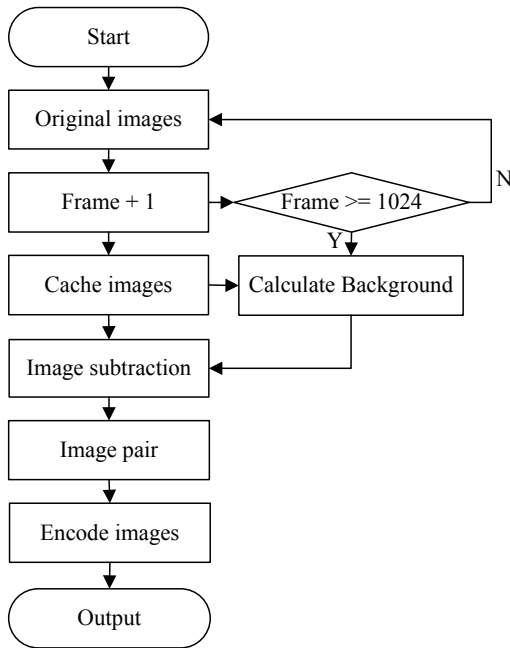 Start
Original images
N
Frame + 1
Frame >= 1024
Y
Cache images
Calculate Background
Image subtraction
Image pair
Encode images
Output